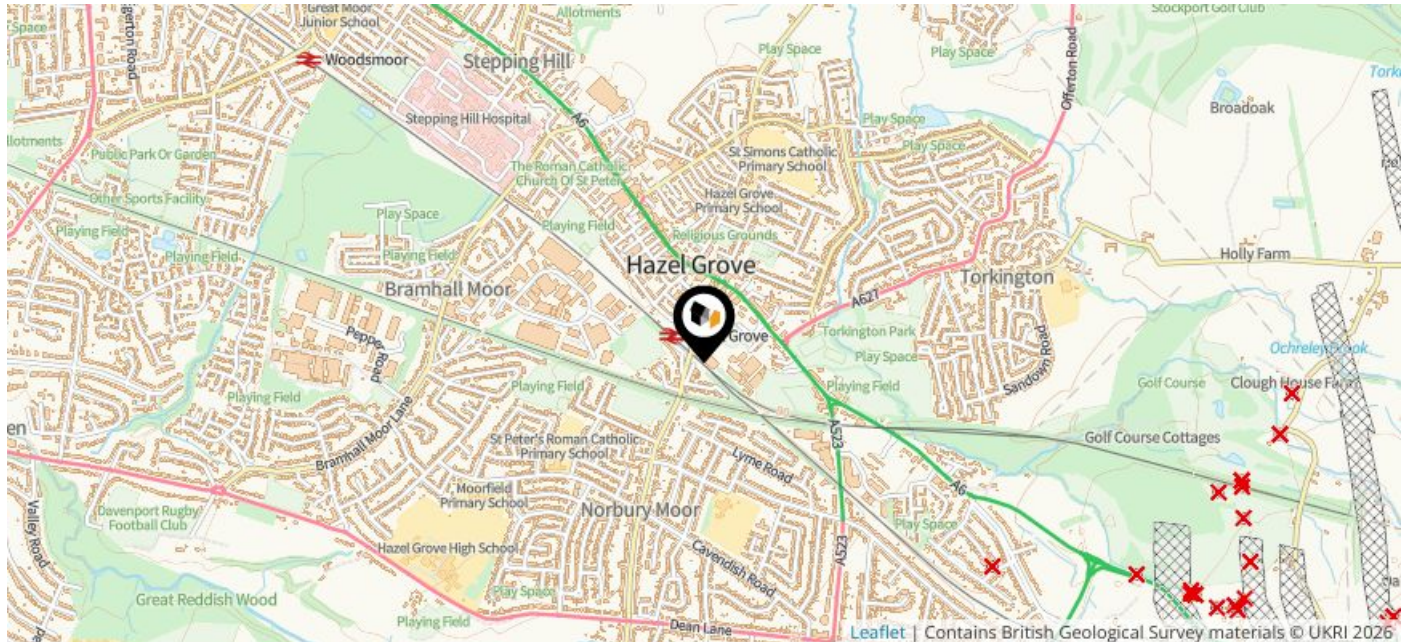 Great Moor
Junior School
Allotments
Stockport Golf Club
Play Space
gerton Road
Woodsmoor
Stepping Hill
Play Space
Play Space
Offerton Road
Broadoak
Stepping Hill Hospital
A6
Play Space
Allotments
Public Park Or Garden
St Simons Catholic
Primary School
Play Space
The Roman Catholic
Church Of St Peter
Other Sports Facility
Hazel Grove
Primary School
Play Space
Playing Field
Playing Field
Playing Field
Playing Field
Religious Grounds
Holly Farm
Hazel Grove
Torkington
Bramhall Moor
A627
Grove
Torkington Park
Pepper
Road
Play Space
Sandown Road
Ochreley Brook
Playing Field
Playing Field
Playing Field
Golf Course
Clough House Farm
Bramhall Moor Lane
St Peter's Roman Catholic
Primary School
A523
Golf Course Cottages
Lyme Road
Moorfield
Primary School
A6
Valley Road
Davenport Rugby
Football Club
Norbury Moor
Play Space
Hazel Grove High School
Cavendish Road
A523
Play Space
Great Reddish Wood
Playing Field
Dean Lane
Leaflet | Contains British Geological Survey materials © UKRI 2026